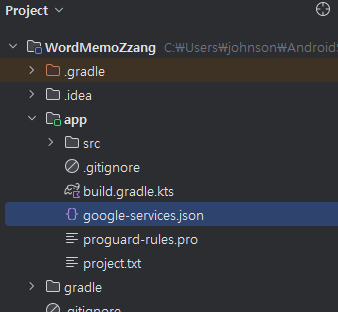 Project
WordMemoZzang C:₩Users₩johnson₩Android
.gradle
.idea
app
src
.gitignore
build.gradle.kts
google-services.json
proguard-rules.pro
project.txt
gradle
.gitignore